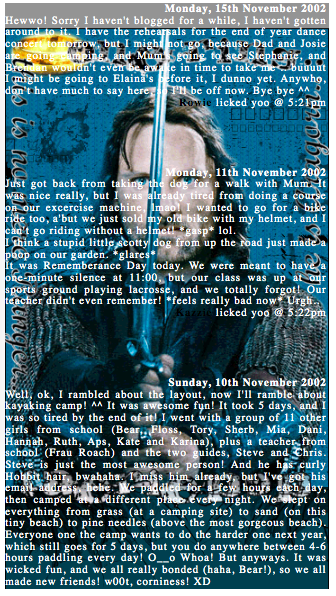 Monday, 15th November 2002
Hewwo! Sorry I haven't blogged for a while, I haven't gotten
around to it. I have the rehearsals for the end of year dance
concert tomorrow, but I might not go, because Dad and Josie
are going camping, and Mum's going to see Stephanie, and
Brendan wouldn't even be awake in time to take me - buuuut
I might be going to Elaina's before it, I dunno yet. Anywho,
don't have much to say here, so I'll be off now. Bye bye ^^
Rowie licked yoo @ 5:21pm
Monday, 11th November 2002
Just got back from taking the dog for a walk with Mum. It
was nice really, but I was already tired from doing a course
on our excercise machine, lmao! I wanted to go for a bike
ride too, a'but we just sold my old bike with my helmet, and I
can't go riding without a helmet! *gasp* lol.
I think a stupid little scotty dog from up the road just made a
poop on our garden. *glares*
It was Rememberance Day today. We were meant to have a
one-minute silence at 11:00, but our class was up at our
sports ground playing lacrosse, and we totally forgot! Our
teacher didn't even remember! *feels really bad now* Urgh..
licked yoo @ 5:22pm
Sunday, 10th November 2002
Well, ok, I rambled about the layout, now I'll ramble about
kayaking camp! ^^ It was awesome fun! It took 5 days, and I
was so tired by the end of it! I went with a group of 11 other
girls from school (Bear, Floss, Tory, Sherb, Mia, Dani,
Hannah, Ruth, Aps, Kate and Karina), plus a teacher from
school (Frau Roach) and the two guides, Steve and Chris.
Steve is just the most awesome person! And he has curly
Hobbit hair, wahaha! I miss him already, but I've got his
email address, hehe. We paddled for a few hours each day,
then camped in a different place every night. We slept on
everything from grass (at a camping site) to sand (on this
tiny beach) to pine needles (above the most gorgeous beach).
Everyone one the camp wants to do the harder one next year,
which still goes for 5 days, but you do anywhere between 4-6
hours paddling every day! O__o Whoa! But anyways. It was
wicked fun, and we all really bonded (haha, Bear!), so we all
made new friends! w00t, corniness! XD